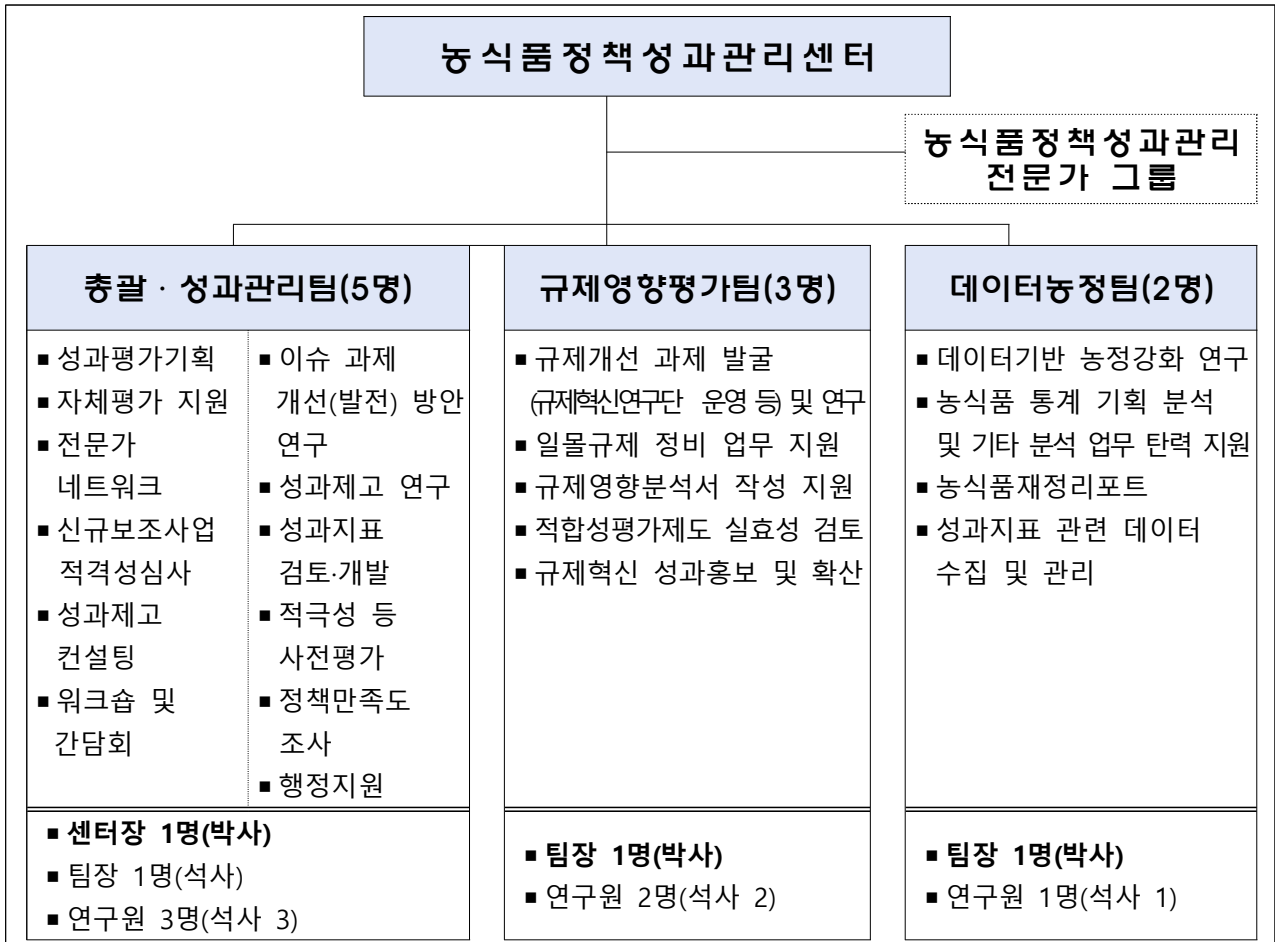 농식품정책성과관리센터
농식품정책성과관리
전문가 그룹
총괄 · 성과관리팀(5명)
■ 성과평가기획
■ 자체평가 지원
■ 전문가
네트워크
■ 신규보조사업
적격성심사
■ 성과제고
컨설팅
■ 워크숍 및
간담회
■ 이슈 과제
개선(발전) 방안
연구
■ 성과제고 연구
■ 성과지표
검토·개발
■ 적극성 등
사전평가
■ 정책만족도
조사
■ 행정지원
■ 센터장 1명(박사)
■ 팀장 1명(석사)
■ 연구원 3명(석사 3)
규제영향평가팀(3명)
■ 규제개선 과제 발굴
(규제혁신연구단 운영 등) 및 연구
■ 일몰규제 정비 업무 지원
■ 규제영향분석서 작성 지원
■ 적합성평가제도 실효성 검토
■ 규제혁신 성과홍보 및 확산
■ 팀장 1명(박사)
■ 연구원 2명(석사 2)
데이터농정팀(2명)
■ 데이터기반 농정강화 연구
■ 농식품 통계 기획 분석
및 기타 분석 업무 탄력 지원
■ 농식품재정리포트
■ 성과지표 관련 데이터
수집 및 관리
■ 팀장 1명(박사)
■ 연구원 1명(석사 1)